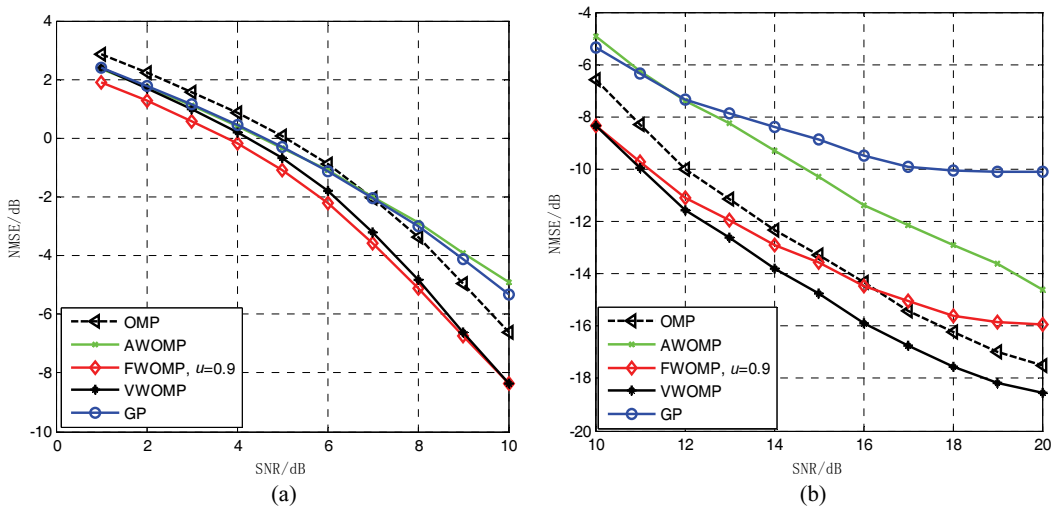 4
2
0
-2
-4
-6
-8
-10
NMSE/dB
0
2
4
6
8
10
SNR/dB
OMP
AWOMP
FWOMP, u=0.9
VWOMP
GP
(a)
-4
-6
-8
-10
-12
-14
-16
-18
-20
NMSE/dB
10
12
14
16
18
20
SNR/dB
OMP
AWOMP
FWOMP, u=0.9
VWOMP
GP
(b)